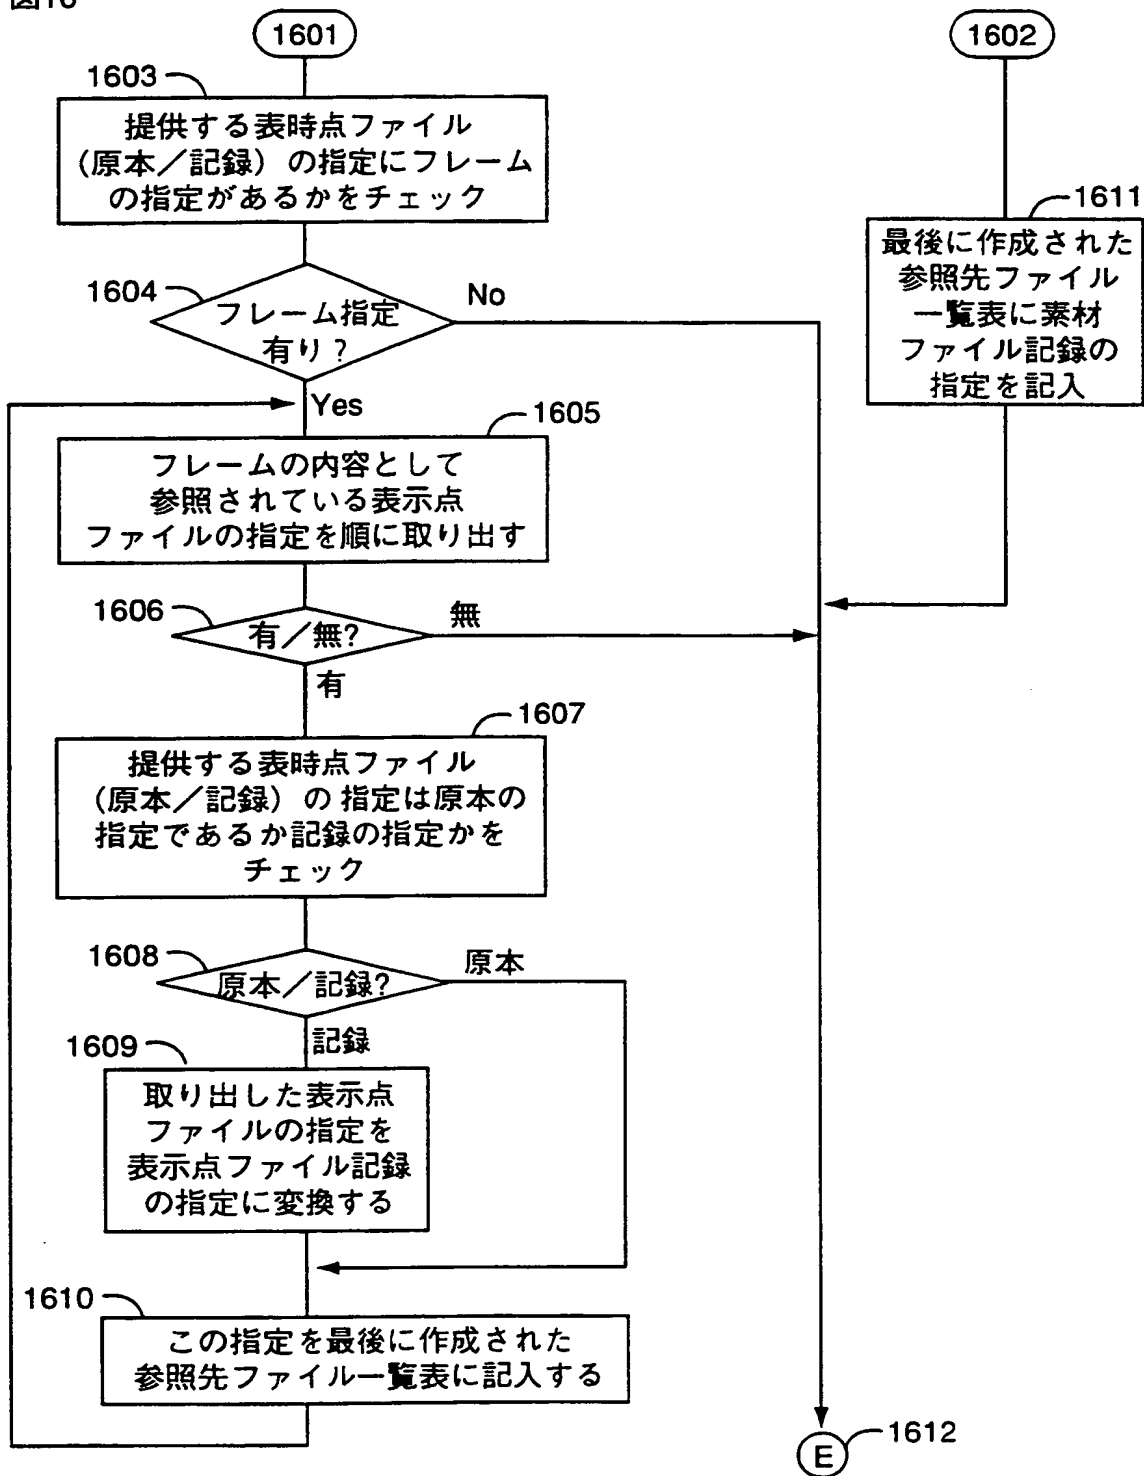 図16
1601
1602
1603
提供する表時点ファイル
(原本/記録)の指定にフレーム
の指定があるかをチェック
1611
最後に作成された
参照先ファイル
一覧表に素材
ファイル記録の
指定を記入
1604
フレーム指定
有り?
No
Yes
1605
フレームの内容として
参照されている表示点
ファイルの指定を順に取り出す
1606
有/無?
無
有
1607
提供する表時点ファイル
(原本/記録)の指定は原本の
指定であるか記録の指定かを
チェック
1608
原本/記録?
原本
記録
1609
取り出した表示点
ファイルの指定を
表示点ファイル記録
の指定に変換する
1610
この指定を最後に作成された
参照先ファイル一覧表に記入する
E
1612